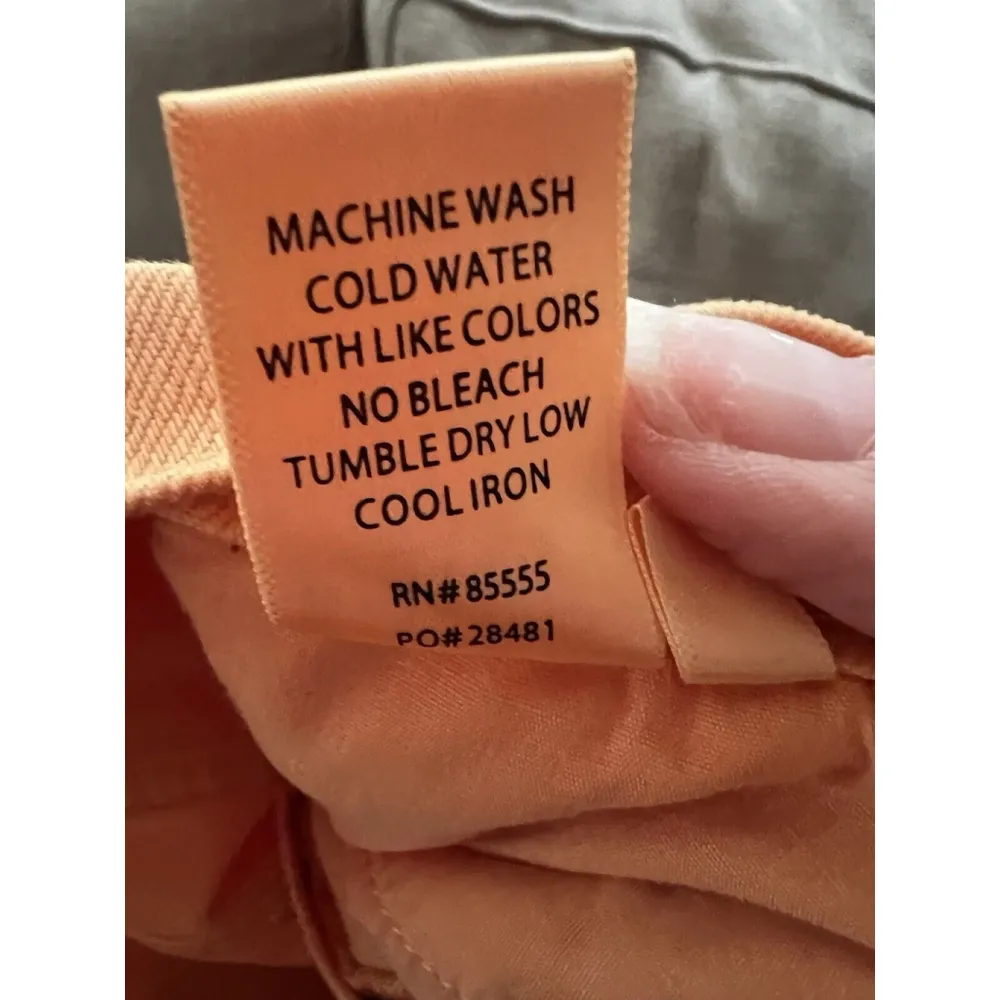 MACHINE WASH
COLD WATER
WITH LIKE COLORS
NO BLEACH
TUMBLE DRY LOW
COOL IRON
RN# 85555
PO# 28481